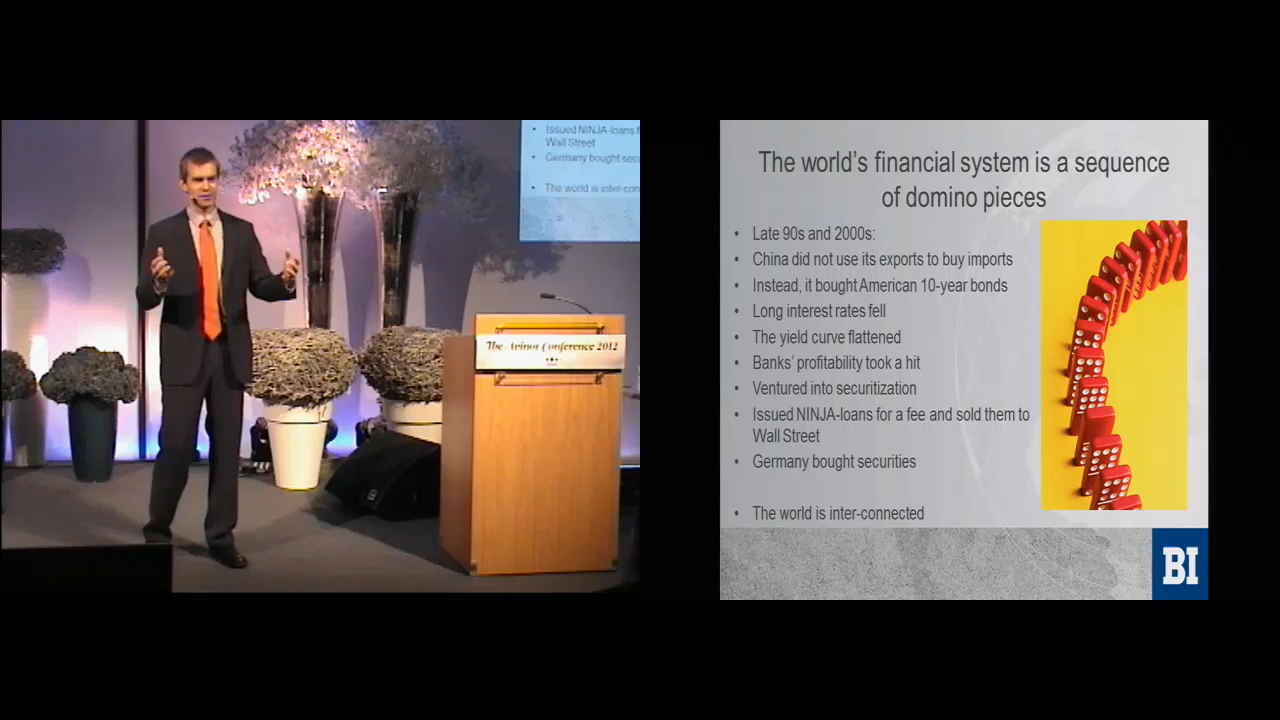 Issued NINJA-loans f
Wall Street
Germany bought sec
The world is inter-con
The Avinor Conference 2012
The world's financial system is a sequence
of domino pieces
• Late 90s and 2000s:
• China did not use its exports to buy imports
• Instead, it bought American 10-year bonds
• Long interest rates fell
• The yield curve flattened
• Banks' profitability took a hit
• Ventured into securitization
• Issued NINJA-loans for a fee and sold them to
Wall Street
• Germany bought securities
• The world is inter-connected
BI